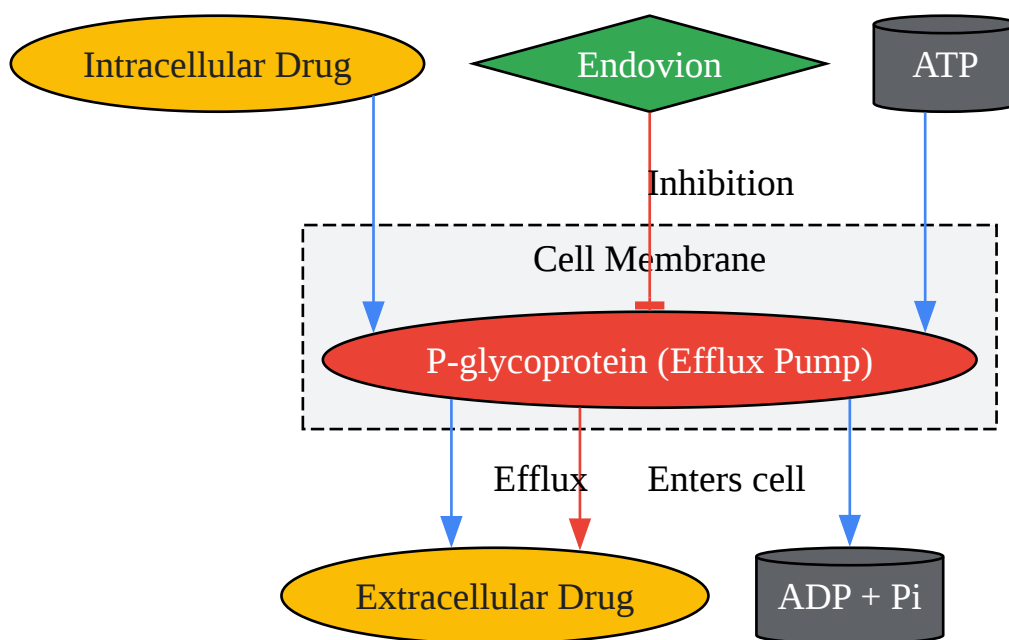 Intracellular Drug
Endovion
ATP
Inhibition
Cell Membrane
P-glycoprotein (Efflux Pump)
Efflux
Enters cell
Extracellular Drug
ADP + Pi